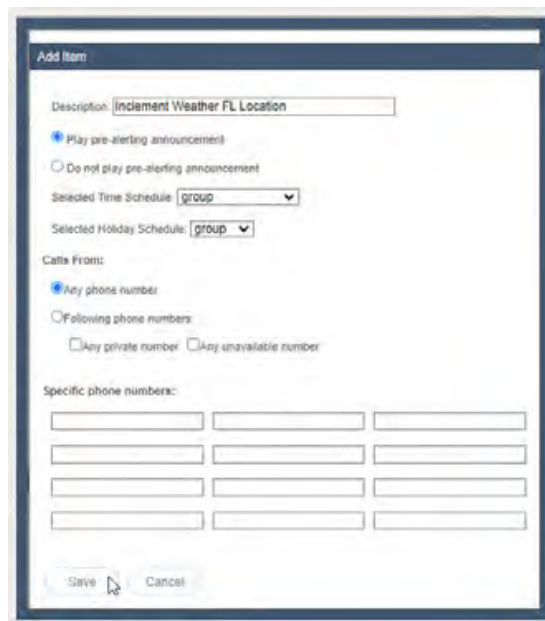 Add Item
Description: Inclement Weather FL Location
Play pre-alerting announcement
Do not play pre-alerting announcement
Selected Time Schedule: group
Selected Holiday Schedule: group
Calls From:
Any phone number
Following phone numbers:
Any private number Any unavailable number
Specific phone numbers:
Save Cancel